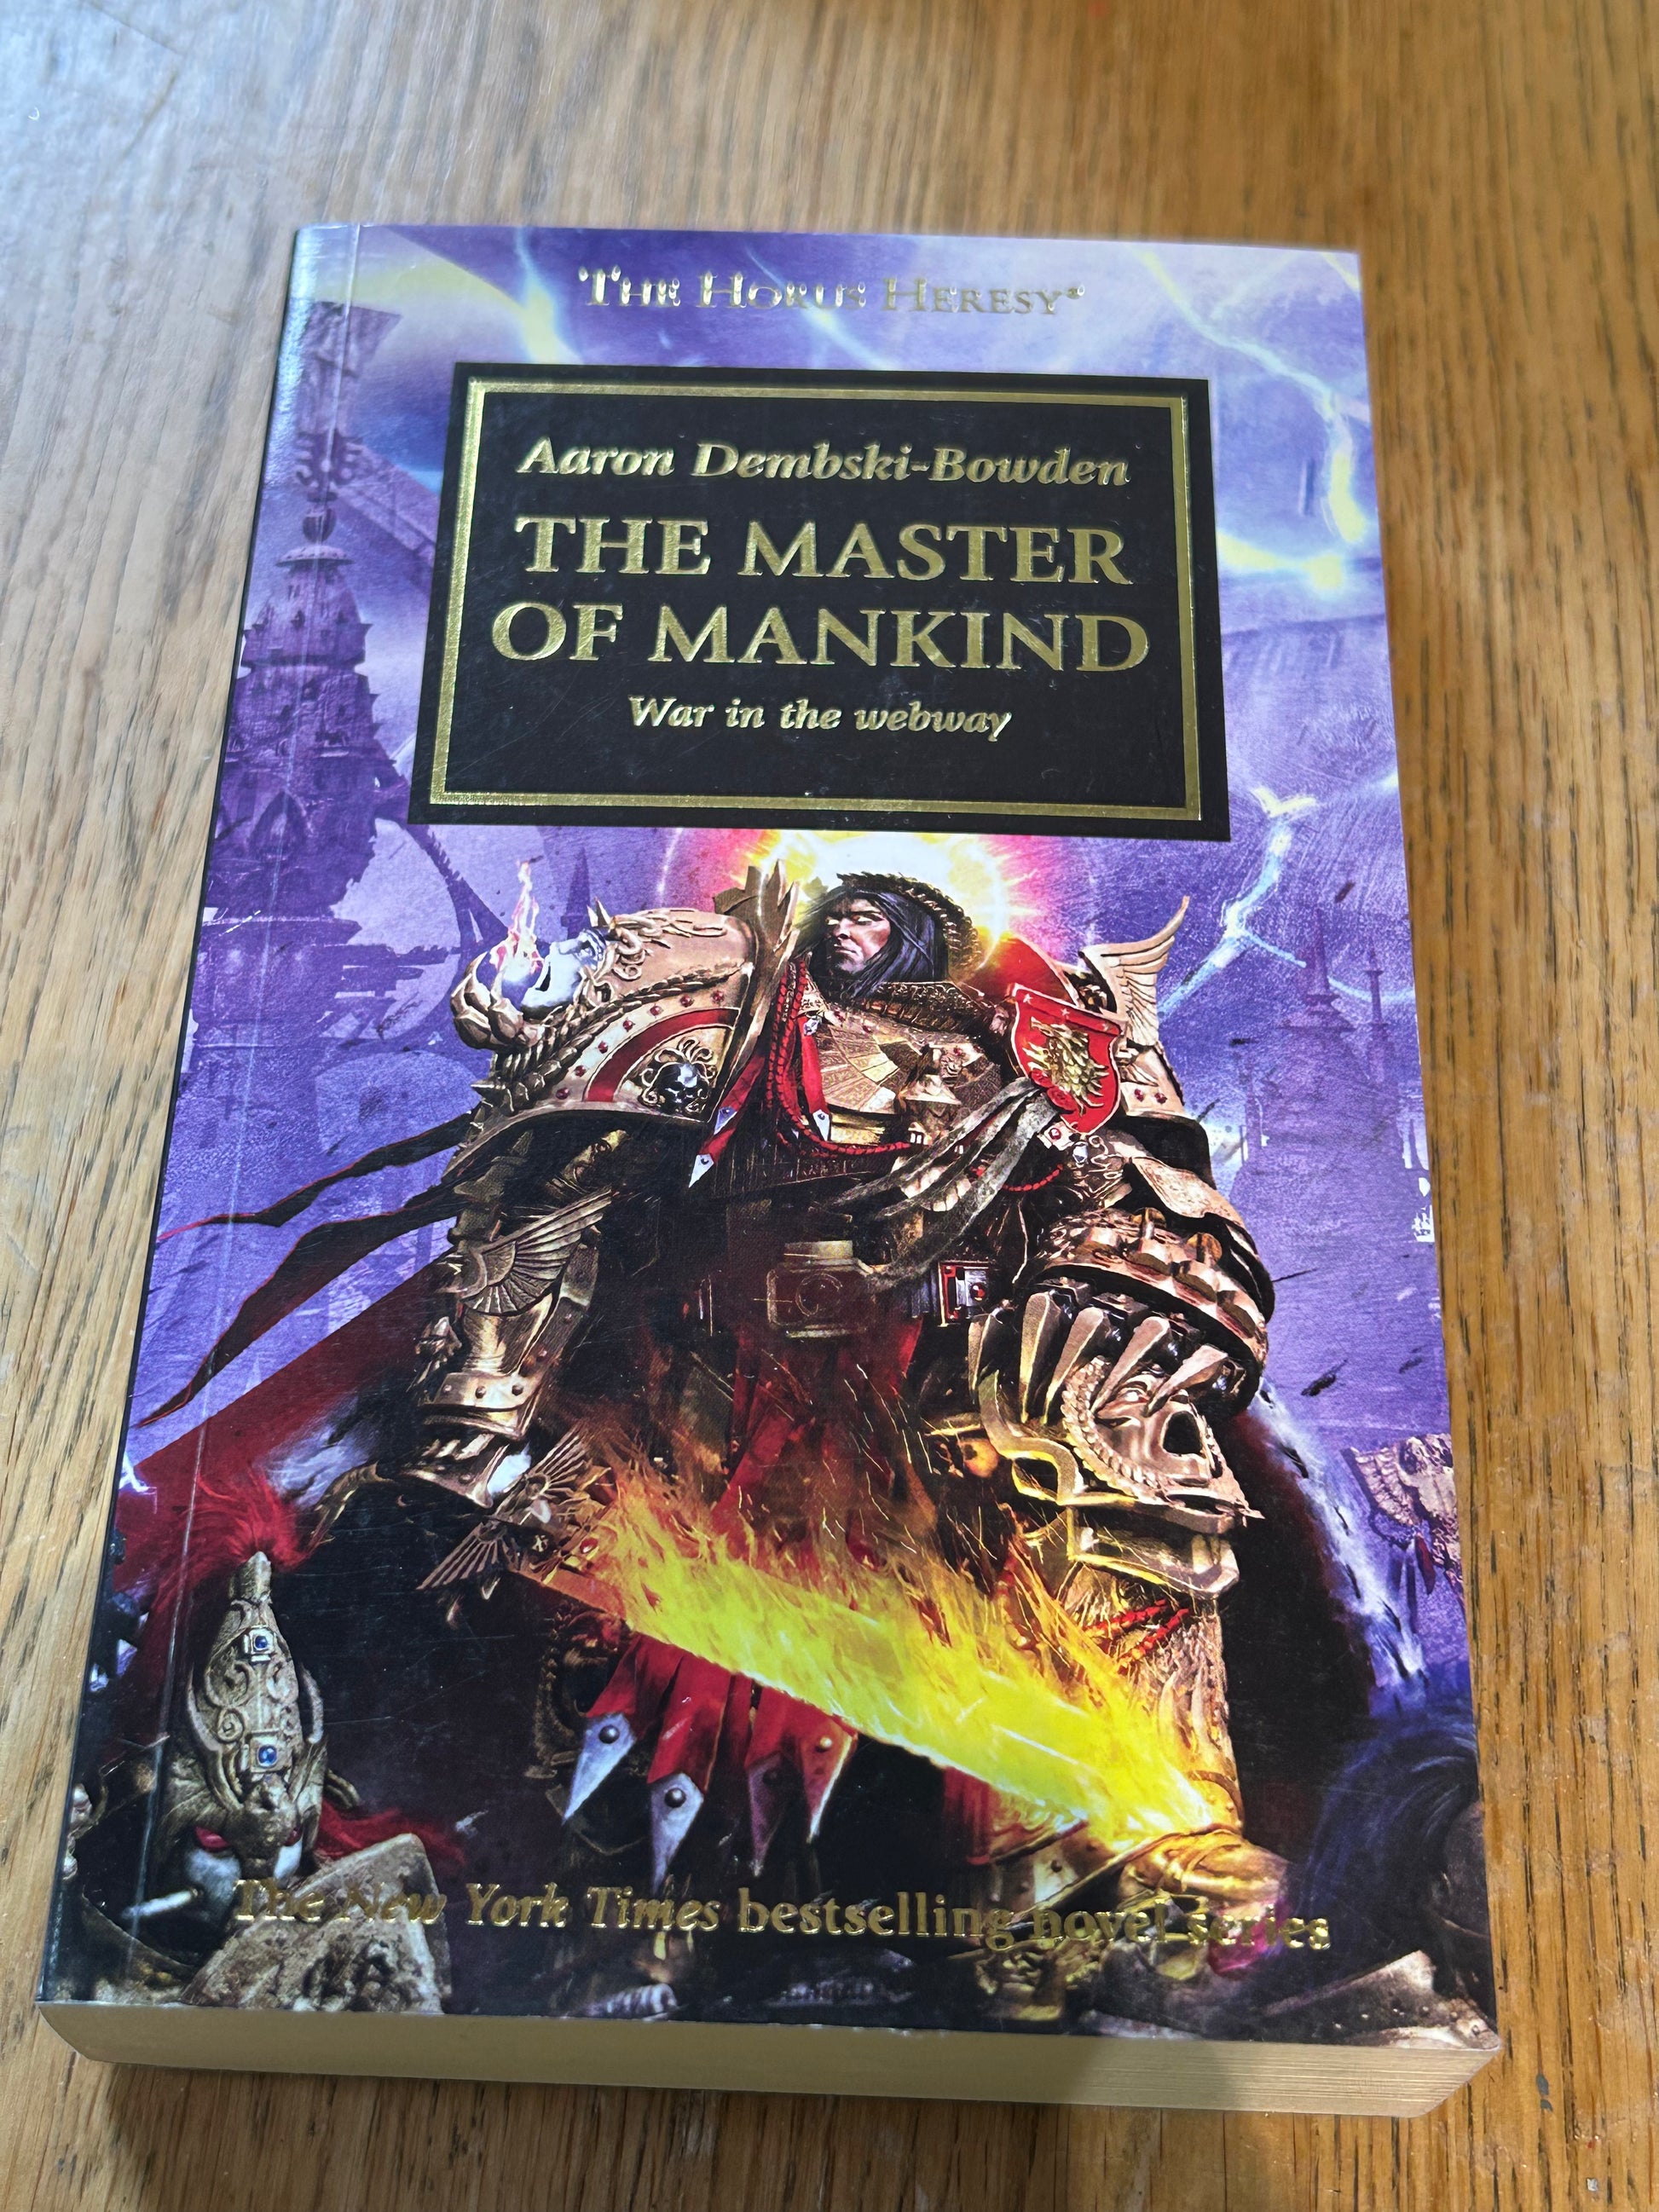 THE HORUS HERESY®
Aaron Dembski-Bowden
THE MASTER
OF MANKIND
War in the webway
The New York Times bestselling novel series